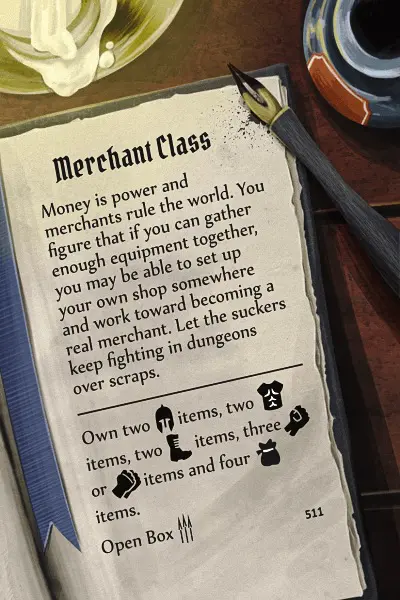 Merchant Class
Money is power and
merchants rule the world. You
figure that if you can gather
enough equipment together,
you may be able to set up
your own shop somewhere
and work toward becoming a
real merchant. Let the suckers
keep fighting in dungeons
over scraps.
Own two items, two
items, two items, three
or items and four
items.
Open Box
511